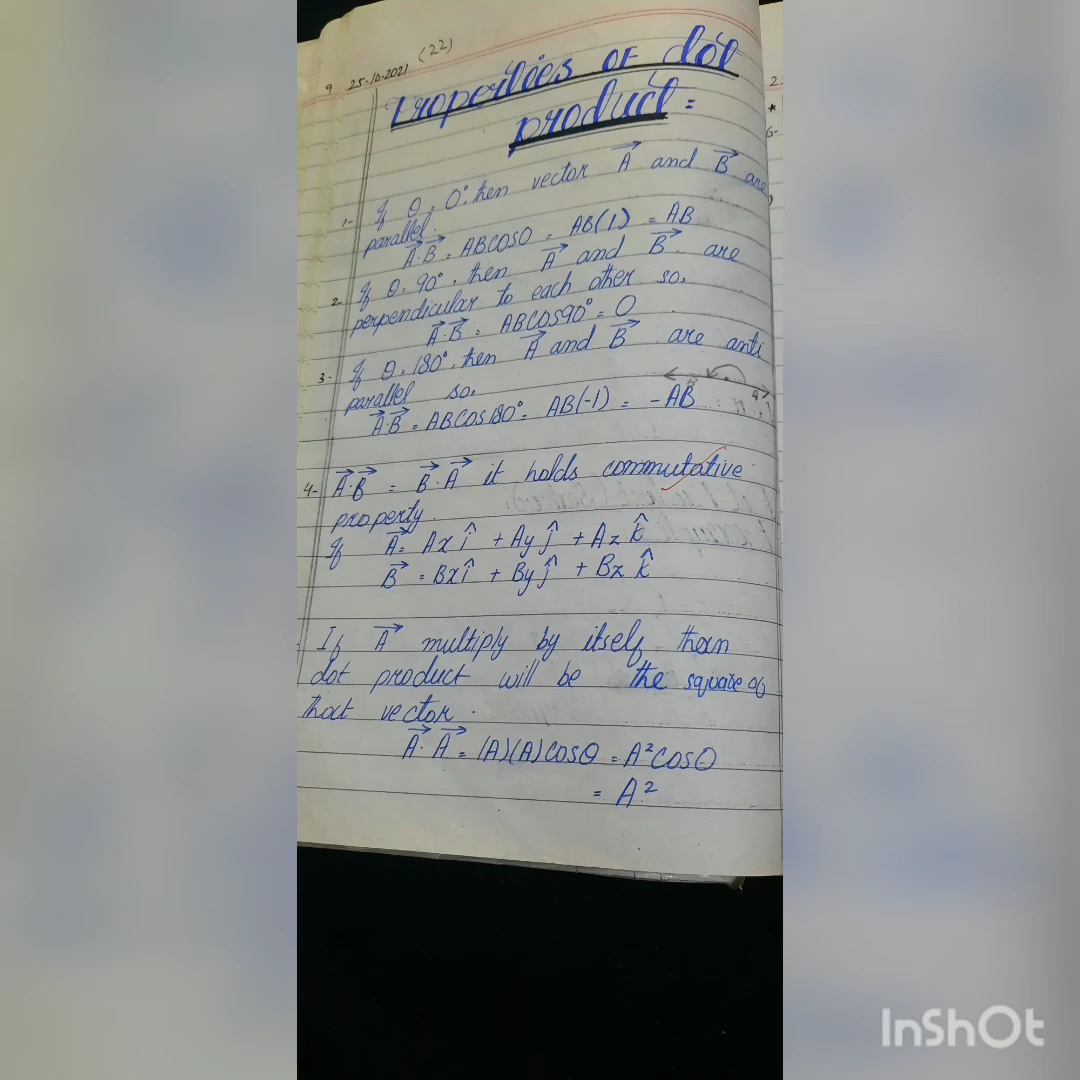 (22)
9 25-10-2021
Properties of dot
product =
1- If θ = 0°. then vector A⃗ and B⃗ are
parallel.
A⃗·B⃗ = ABCOSO = AB(1) = AB
2- If θ = 90°, then A⃗ and B⃗ are
perpendicular to each other so,
A⃗·B⃗ = ABCOS90° = 0
3- If θ = 180°, then A⃗ and B⃗ are anti
parallel so,
A⃗·B⃗ = ABCOS180° = AB(-1) = -AB
4- A⃗·B⃗ = B⃗·A⃗ it holds commutative
property.
If A⃗ = Ax î + Ay ĵ + Az k̂
B⃗ = Bx î + By ĵ + Bz k̂
If A⃗ multiply by itself then
dot product will be the square of
that vector.
A⃗·A⃗ = (A)(A)cosθ = A²cosθ
= A²
InShOt